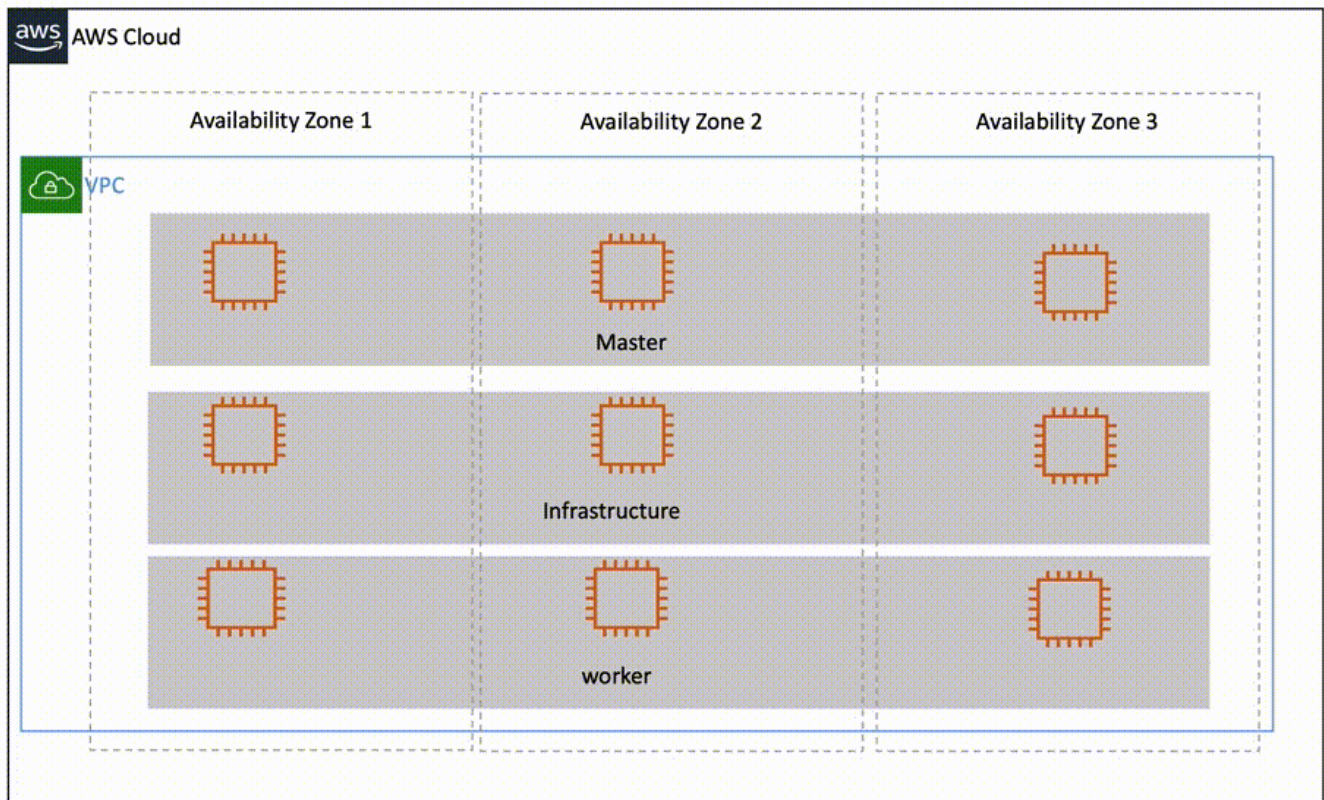 aws AWS Cloud
Availability Zone 1 Availability Zone 2 Availability Zone 3
VPC
Master
Infrastructure
worker